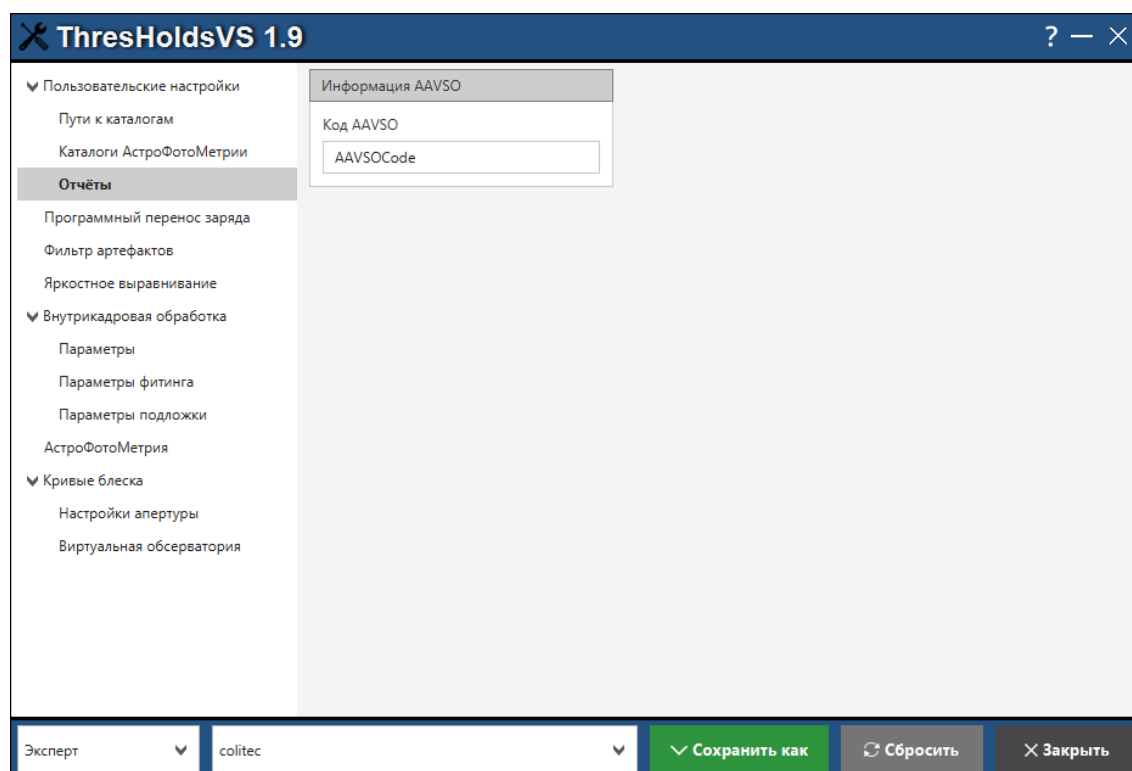 ThresHoldsVS 1.9
?
Пользовательские настройки
Пути к каталогам
Каталоги АстроФотоМетрии
Отчёты
Программный перенос заряда
Фильтр артефактов
Яркостное выравнивание
Внутрикадровая обработка
Параметры
Параметры фитинга
Параметры подложки
АстроФотоМетрия
Кривые блеска
Настройки апертуры
Виртуальная обсерватория
Информация AAVSO
Код AAVSO
AAVSOCode
Эксперт
colitec
Сохранить как
Сбросить
Закрыть